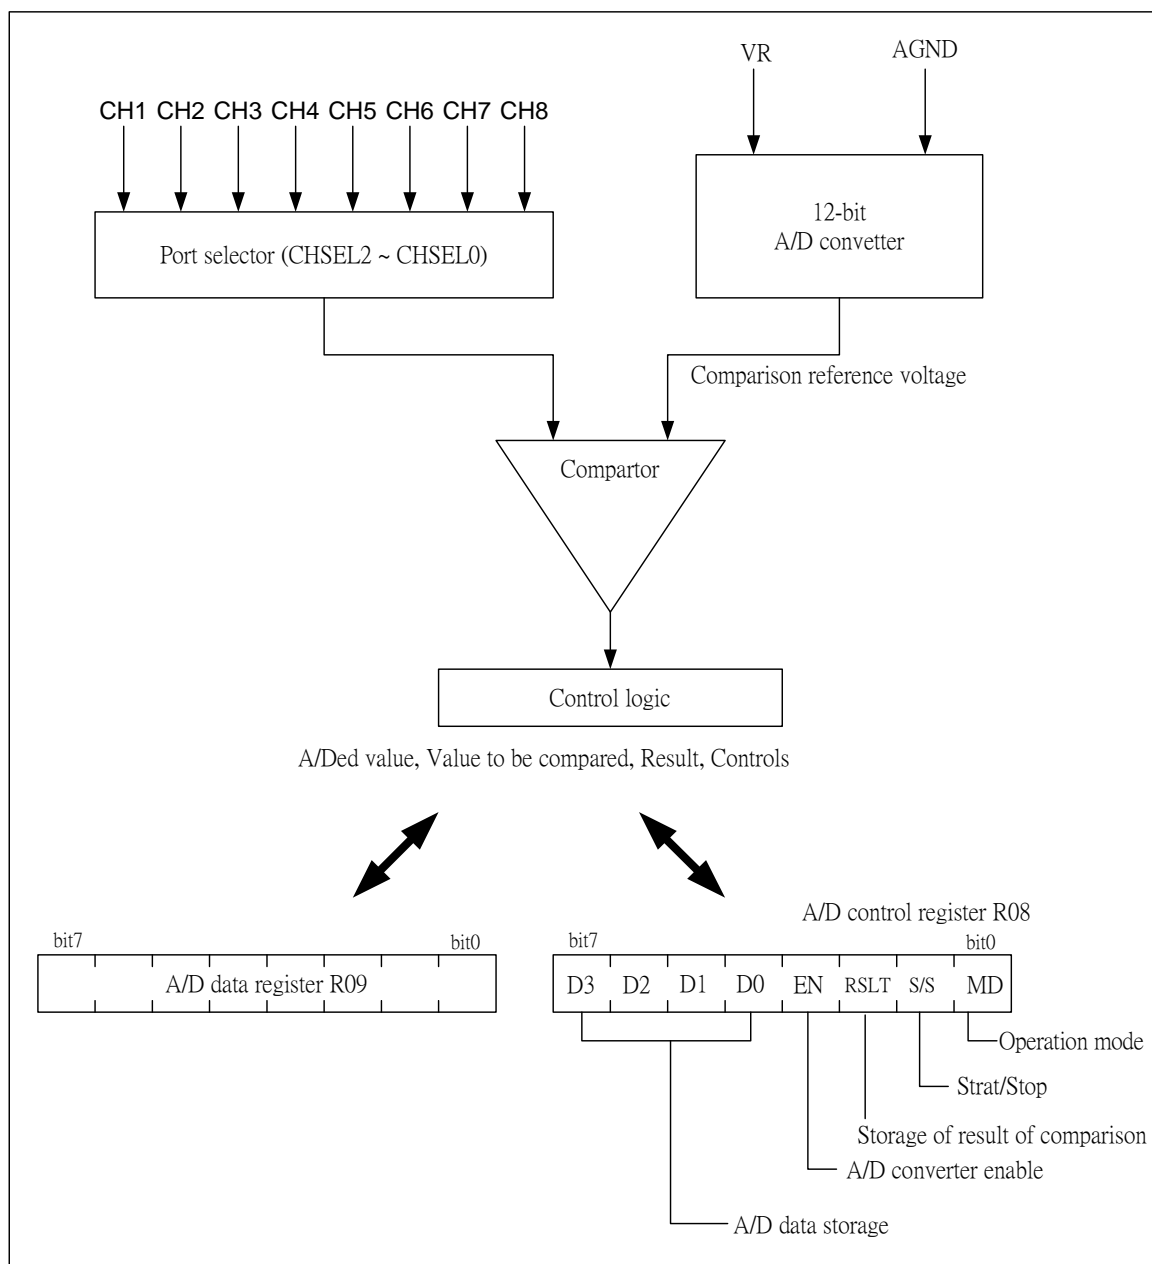 VR AGND
CH1 CH2 CH3 CH4 CH5 CH6 CH7 CH8
12-bit
A/D convetter
Port selector (CHSEL2 ~ CHSEL0)
Comparison reference voltage
Compartor
Control logic
A/Ded value, Value to be compared, Result, Controls
A/D control register R08
bit7 bit0 bit7 bit0
A/D data register R09 D3 D2 D1 D0 EN RSLT S/S MD
Operation mode
Strat/Stop
Storage of result of comparison
A/D converter enable
A/D data storage